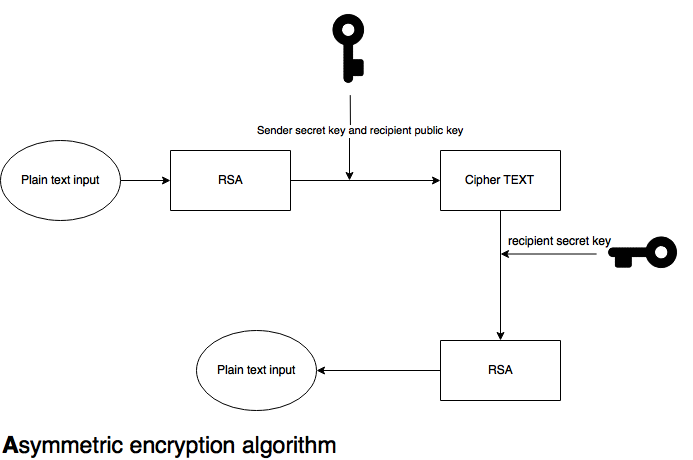 Sender secret key and recipient public key
Plain text input
RSA
Cipher TEXT
recipient secret key
Plain text input
RSA
Asymmetric encryption algorithm